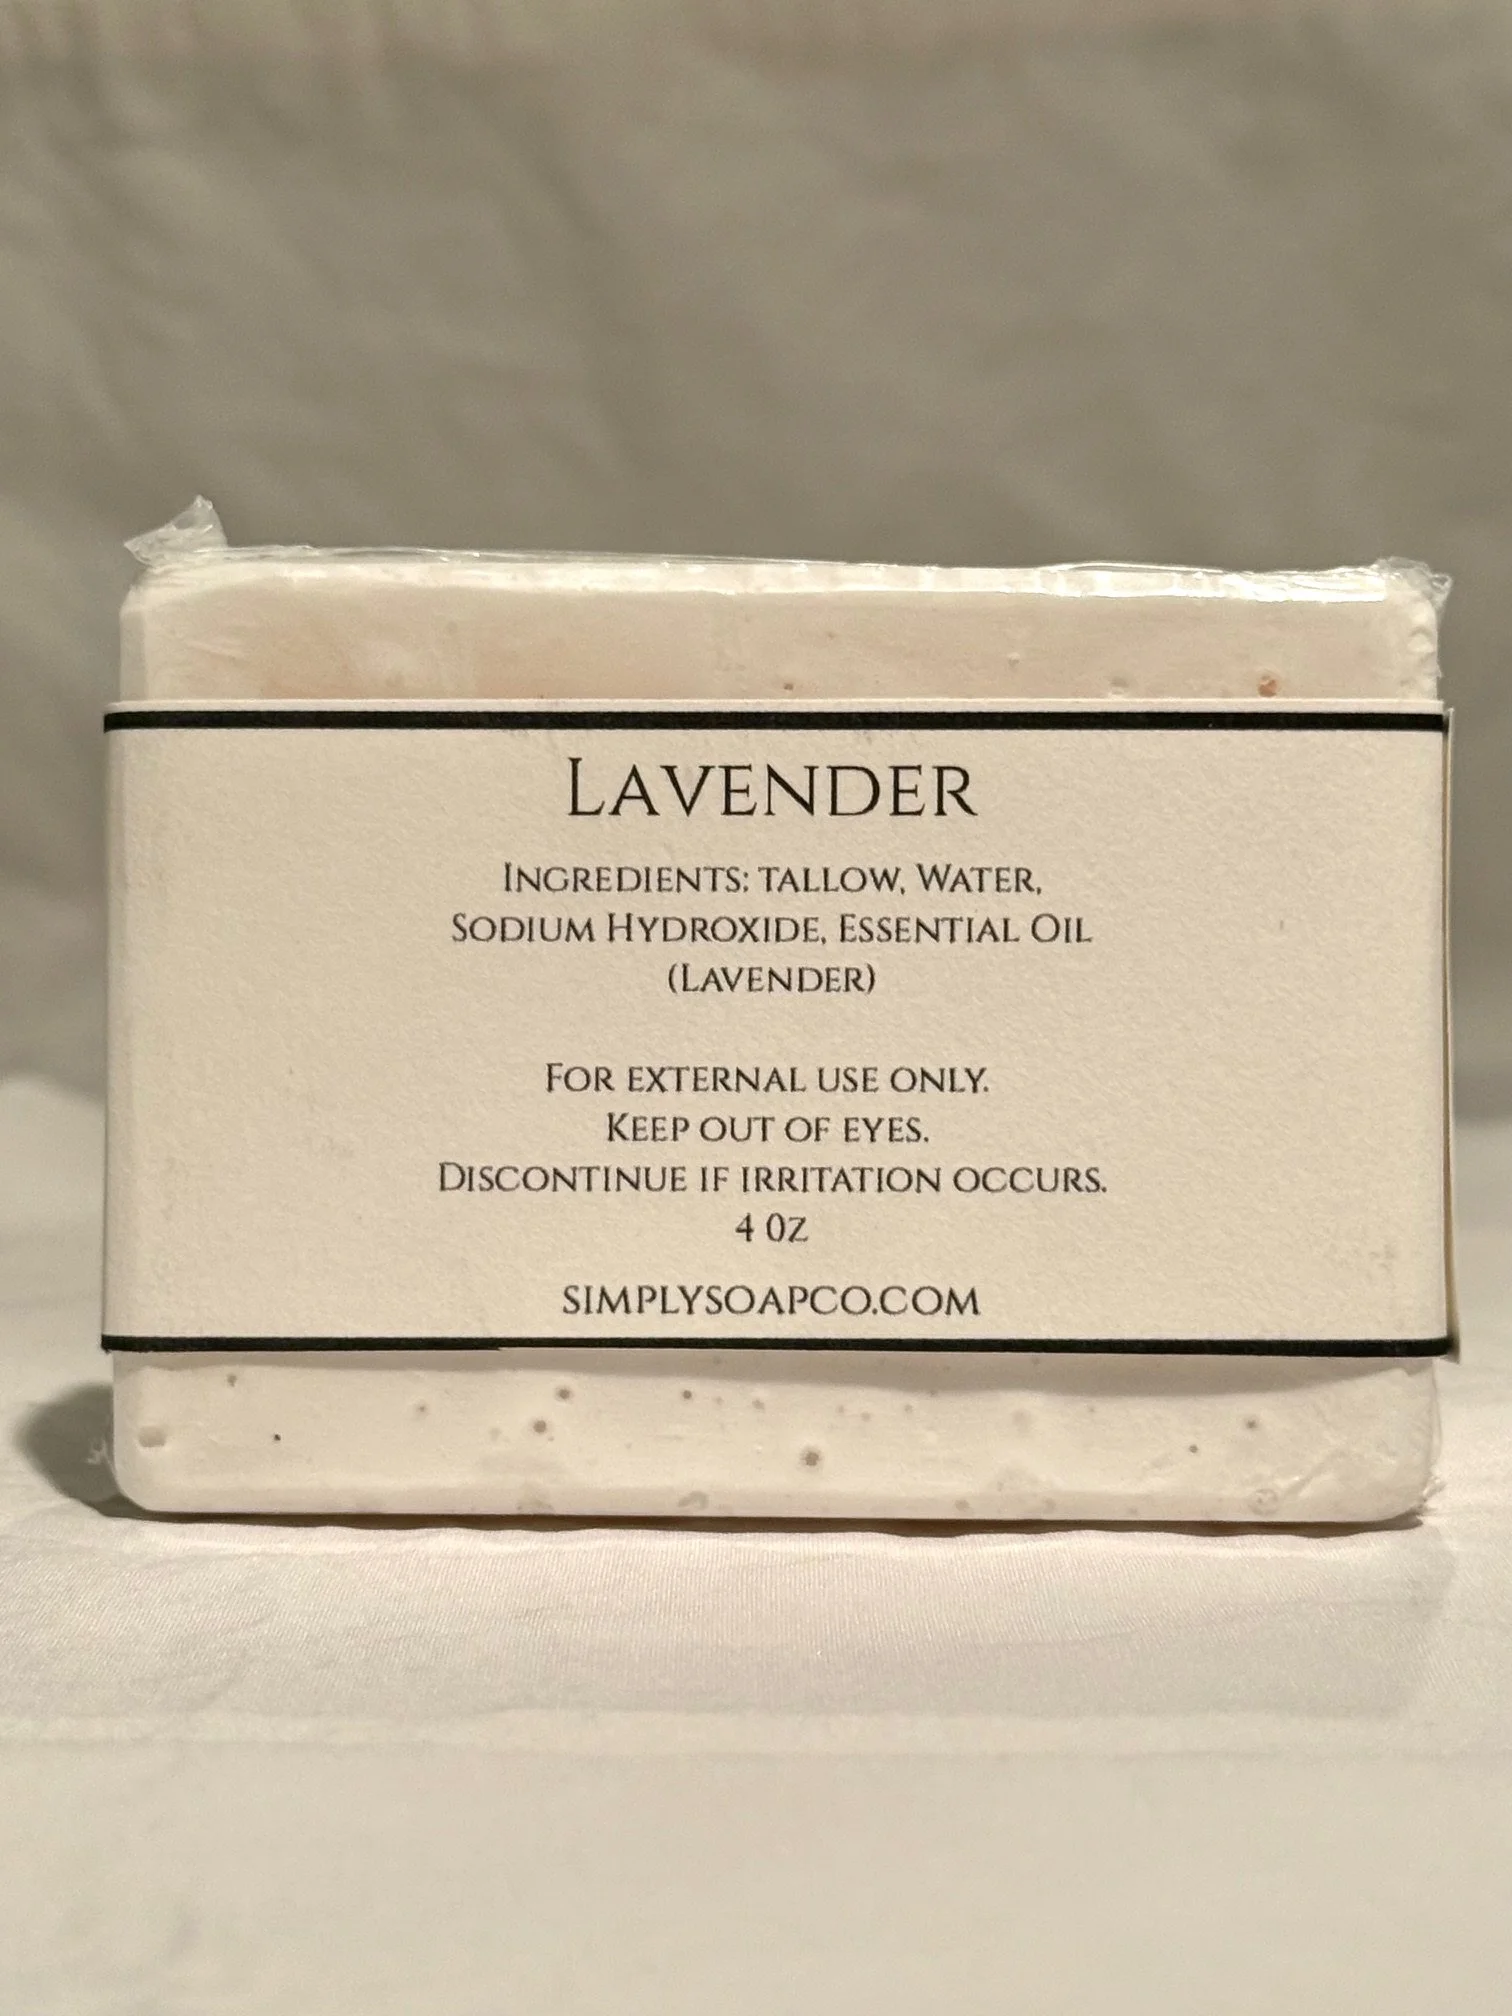 Lavender
Ingredients: tallow, Water,
Sodium Hydroxide, Essential Oil
(Lavender)
For external use only.
Keep out of eyes.
Discontinue if irritation occurs.
4 oz
simplysoapco.com